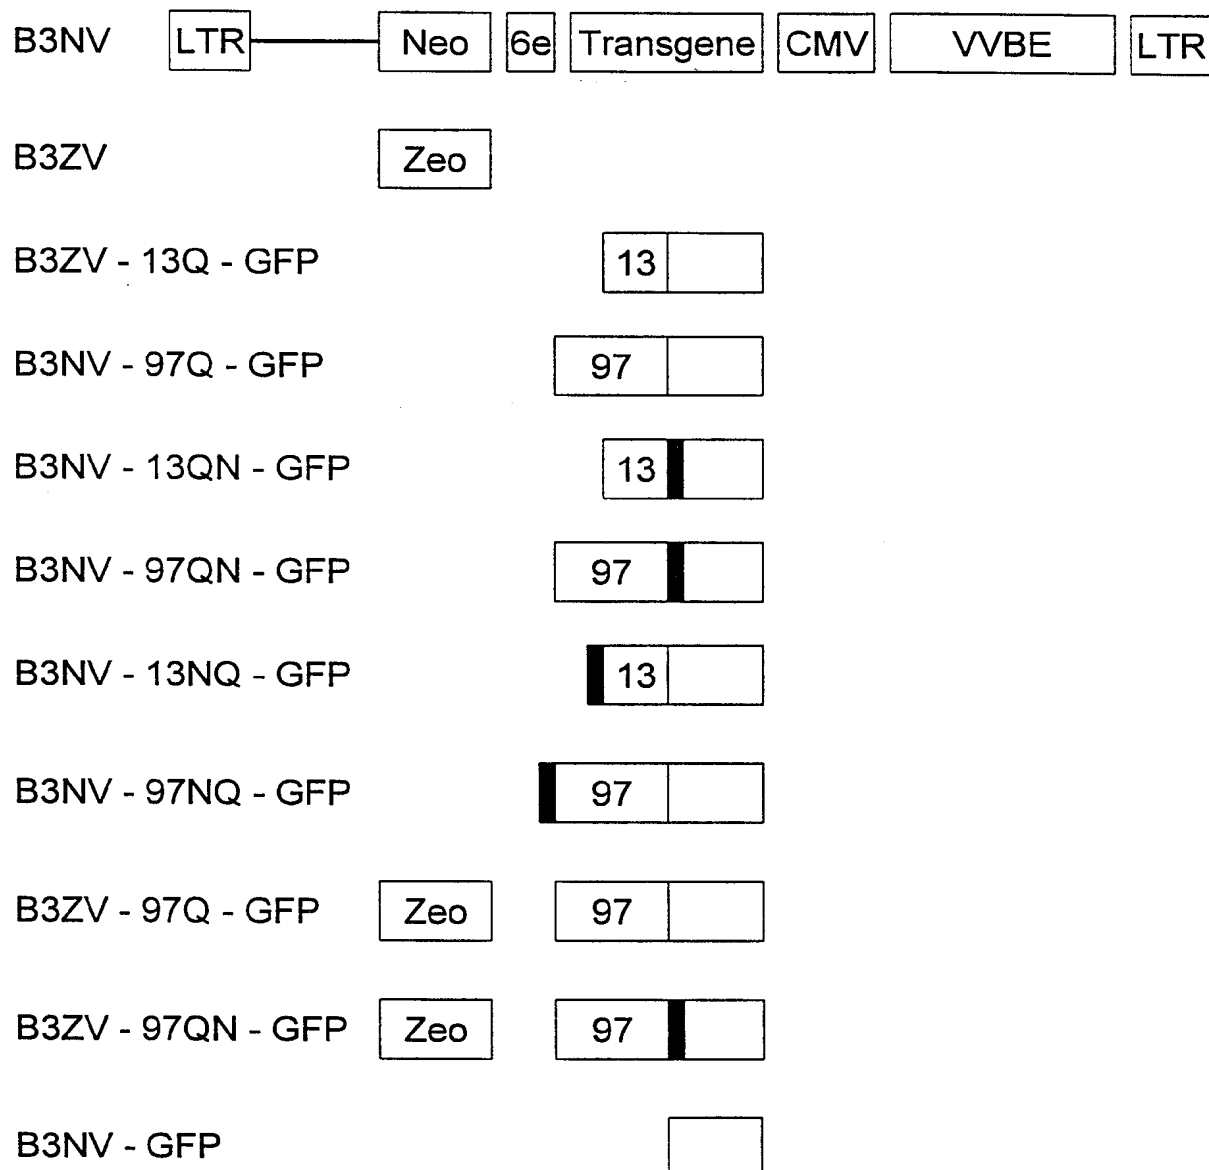 B3NV LTR Neo 6e Transgene CMV VVBE LTR
B3ZV Zeo
B3ZV - 13Q - GFP 13
B3NV - 97Q - GFP 97
B3NV - 13QN - GFP 13
B3NV - 97QN - GFP 97
B3NV - 13NQ - GFP 13
B3NV - 97NQ - GFP 97
B3ZV - 97Q - GFP Zeo 97
B3ZV - 97QN - GFP Zeo 97
B3NV - GFP